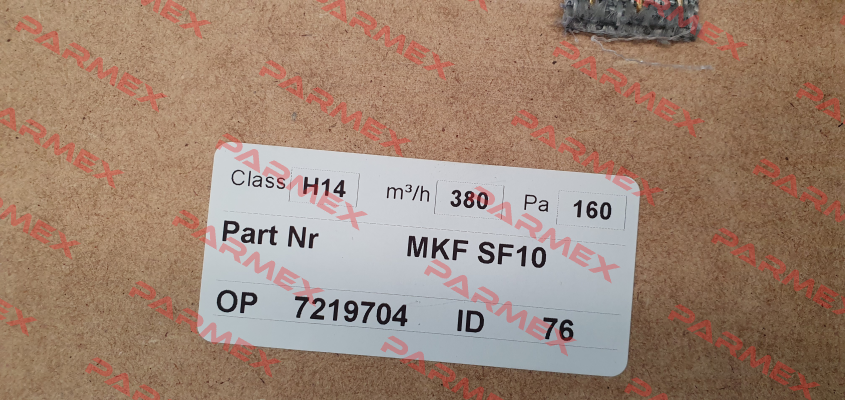 Class H14 m³/h 380 Pa 160
Part Nr MKF SF10
OP 7219704 ID 76
PARMEX